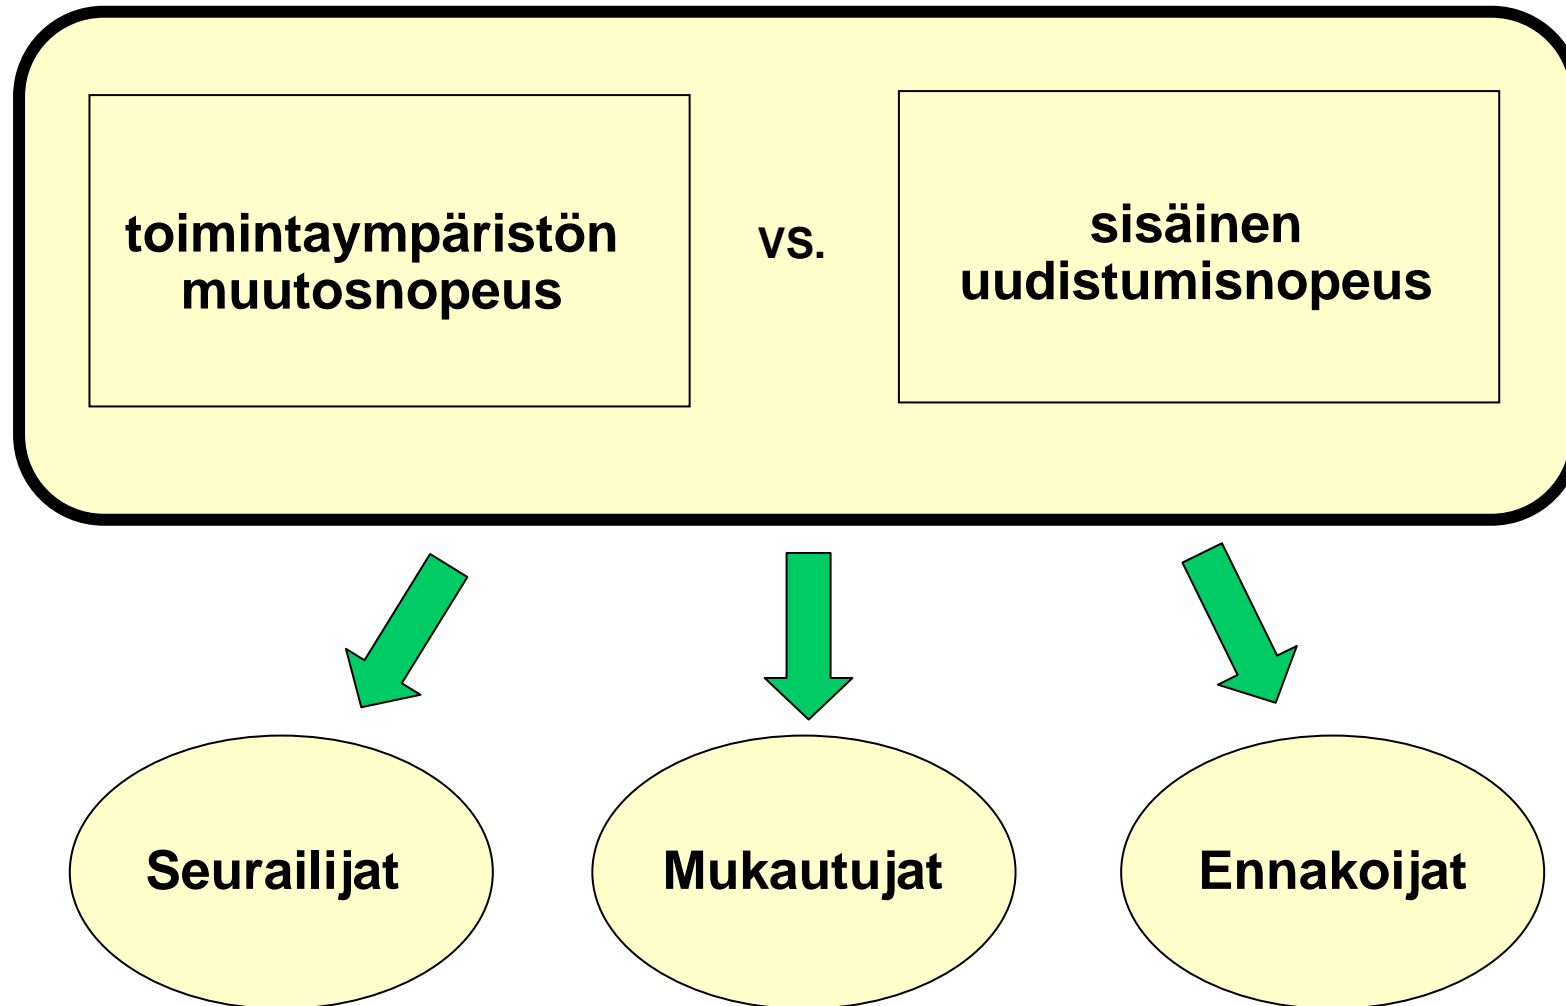 toimintaympäristön
muutosnopeus
vs.
sisäinen
uudistumisnopeus
Seurailijat
Mukautujat
Ennakoijat